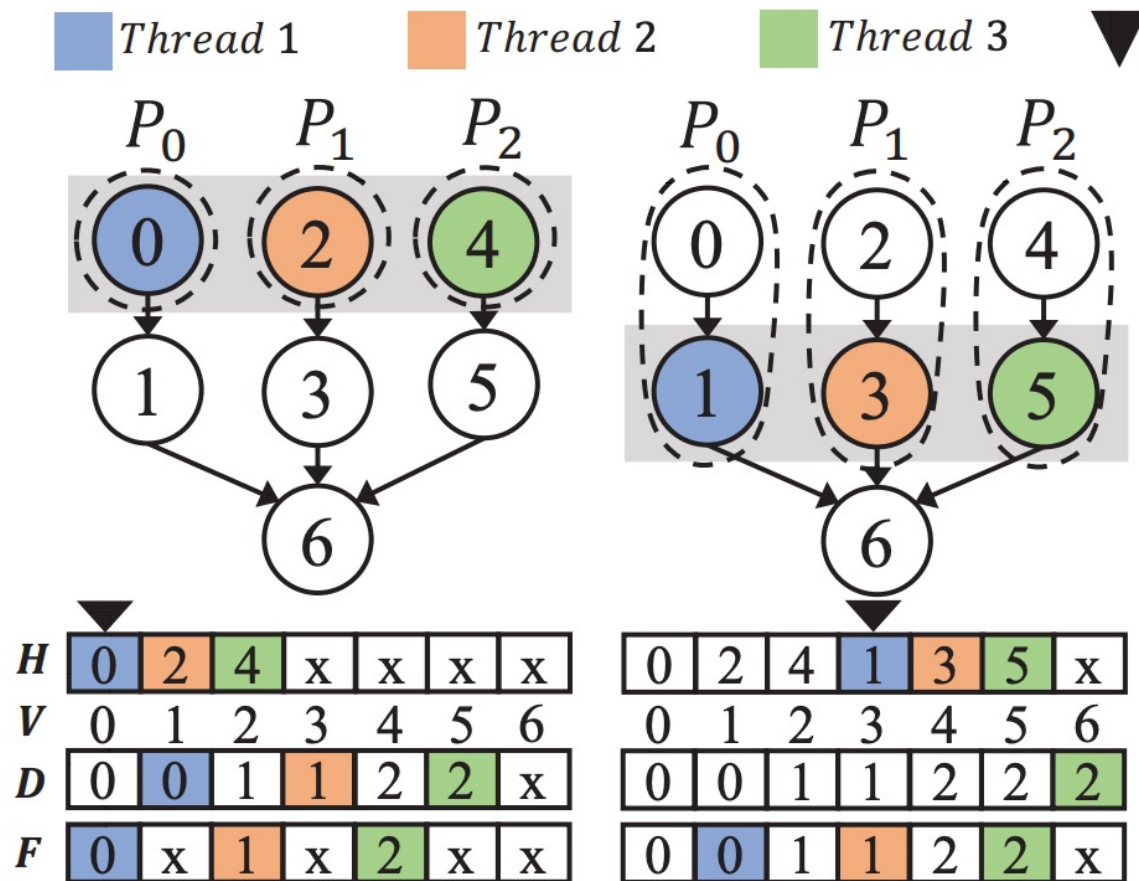 Thread 1 Thread 2 Thread 3
P0 P1 P2 P0 P1 P2
0 2 4 0 2 4
1 3 5 1 3 5
6 6
H 0 2 4 x x x x 0 2 4 1 3 5 x
V 0 1 2 3 4 5 6 0 1 2 3 4 5 6
D 0 0 1 1 2 2 x 0 0 1 1 2 2 2
F 0 x 1 x 2 x x 0 0 1 1 2 2 x